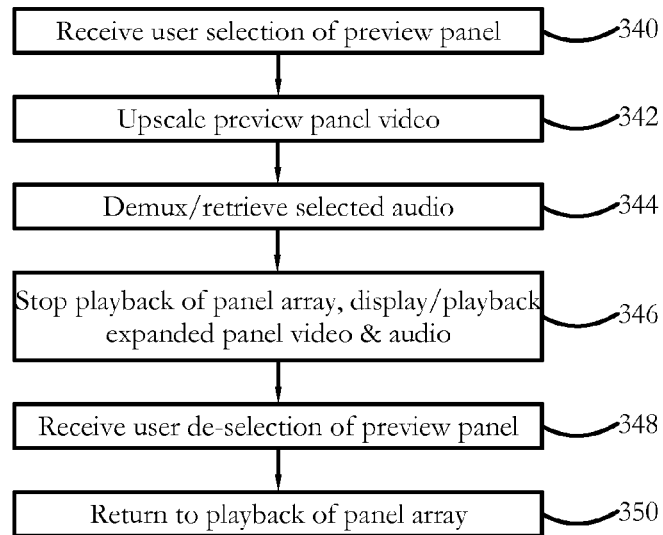 Receive user selection of preview panel 340
Upscale preview panel video 342
Demux/retrieve selected audio 344
Stop playback of panel array, display/playback
expanded panel video & audio 346
Receive user de-selection of preview panel 348
Return to playback of panel array 350